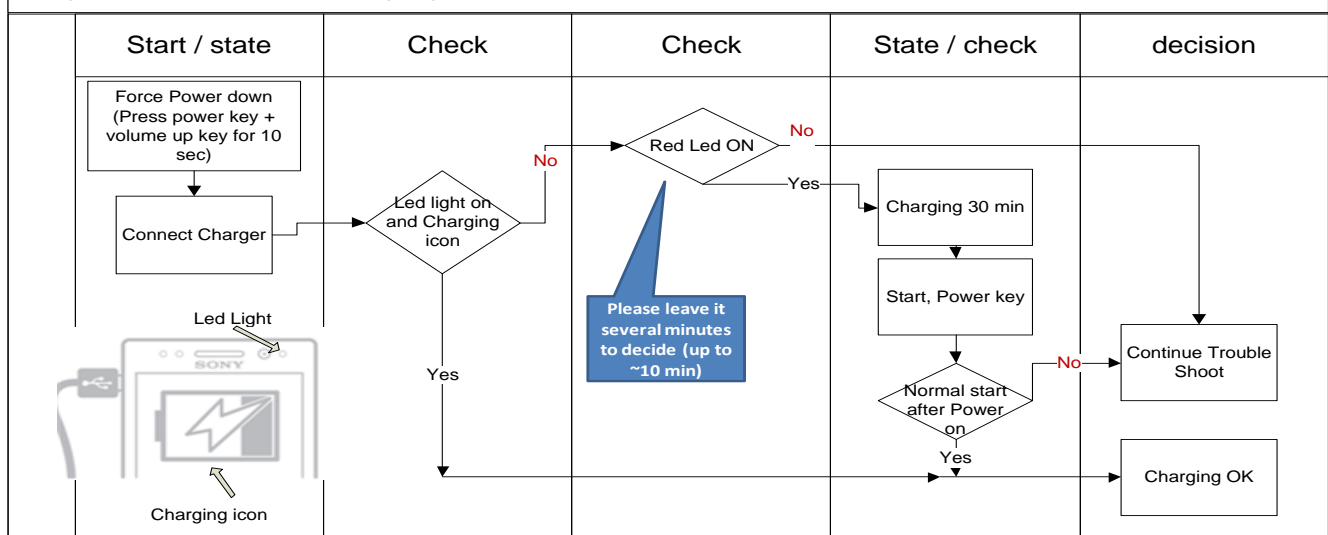 Start / state
Check
Check
State / check
decision
Force Power down
(Press power key +
volume up key for 10
sec)
Connect Charger
Led light on
and Charging
icon
No
Yes
Red Led ON
No
Yes
Please leave it
several minutes
to decide (up to
~10 min)
Charging 30 min
Start, Power key
Normal start
after Power
on
No
Yes
Continue Trouble
Shoot
Charging OK
Led Light
SONY
Charging icon